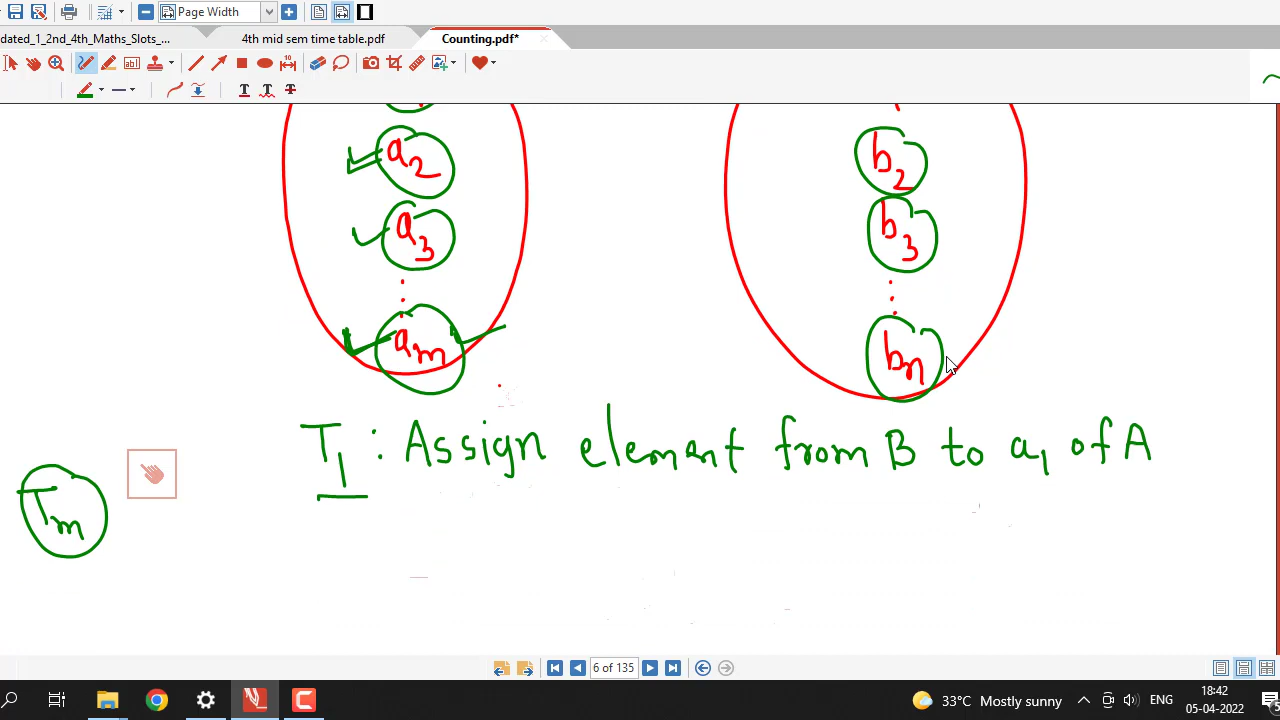 Page Width
dated_1_2nd_4th_Maths_Slots_...
4th mid sem time table.pdf
Counting.pdf*
10
T T T
a2 b2
a3 b3
am bn
T1 : Assign element from B to a1 of A
Tm
6 of 135
33°C Mostly sunny
ENG
18:42
05-04-2022